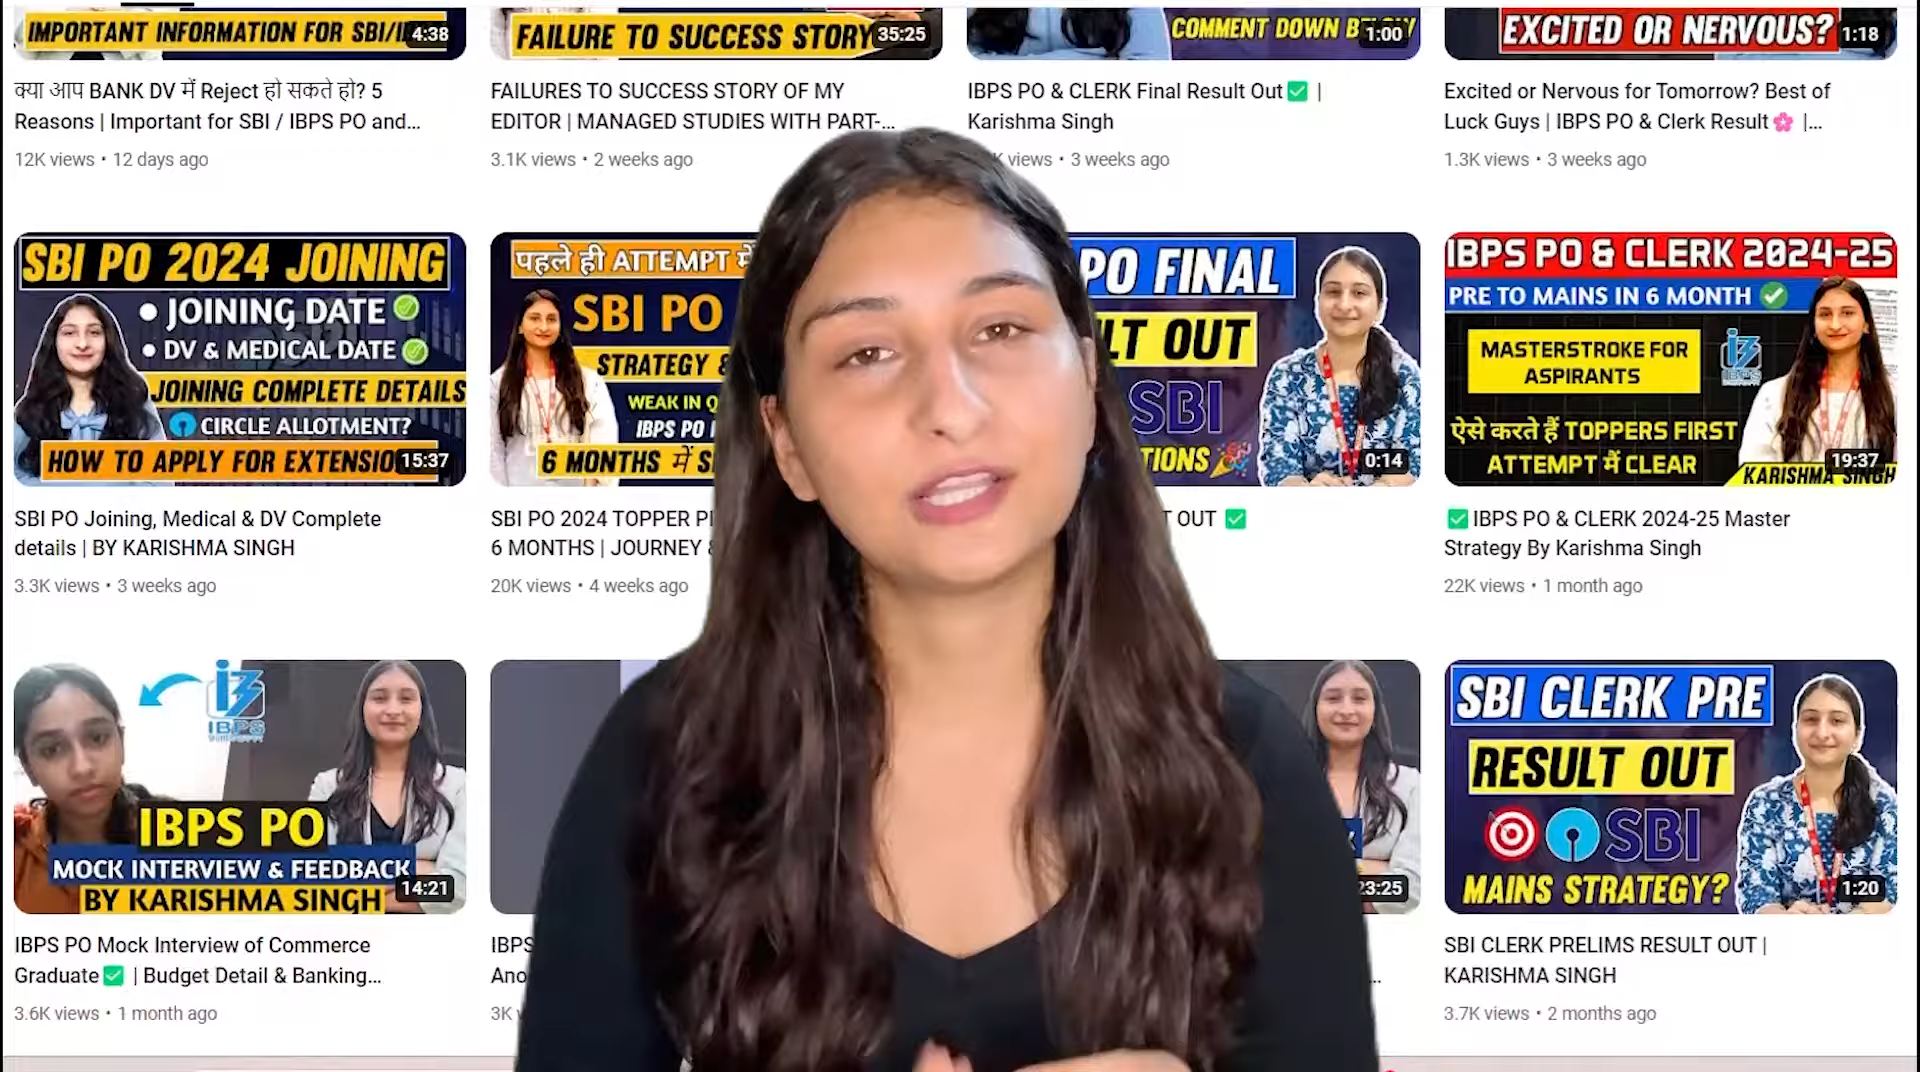 IMPORTANT INFORMATION FOR SBI/I
4:38
FAILURE TO SUCCESS STORY
35:25
COMMENT DOWN BELOW
1:00
EXCITED OR NERVOUS?
1:18
क्या आप BANK DV में Reject हो सकते हो? 5
Reasons | Important for SBI / IBPS PO and...
12K views • 12 days ago
FAILURES TO SUCCESS STORY OF MY
EDITOR | MANAGED STUDIES WITH PART-...
3.1K views • 2 weeks ago
IBPS PO & CLERK Final Result Out✅ |
Karishma Singh
K views • 3 weeks ago
Excited or Nervous for Tomorrow? Best of
Luck Guys | IBPS PO & Clerk Result🌸 |...
1.3K views • 3 weeks ago
SBI PO 2024 JOINING
• JOINING DATE
• DV & MEDICAL DATE
JOINING COMPLETE DETAILS
CIRCLE ALLOTMENT?
HOW TO APPLY FOR EXTENSIO
15:37
पहले ही ATTEMPT में
SBI PO
STRATEGY &
WEAK IN Q
IBPS PO
6 MONTHS में S
PO FINAL
LT OUT
SBI
TIONS
0:14
IBPS PO & CLERK 2024-25
PRE TO MAINS IN 6 MONTH
MASTERSTROKE FOR
ASPIRANTS
IBPS
ऐसे करते हैं TOPPERS FIRST
ATTEMPT मैं CLEAR
19:37
KARISHMA SINGH
SBI PO Joining, Medical & DV Complete
details | BY KARISHMA SINGH
3.3K views • 3 weeks ago
SBI PO 2024 TOPPER
6 MONTHS | JOURNEY
20K views • 4 weeks ago
T OUT ✅
✅IBPS PO & CLERK 2024-25 Master
Strategy By Karishma Singh
22K views • 1 month ago
IBPS
IBPS PO
MOCK INTERVIEW & FEEDBACK
BY KARISHMA SINGH
14:21
23:25
SBI CLERK PRE
RESULT OUT
SBI
MAINS STRATEGY?
1:20
IBPS PO Mock Interview of Commerce
Graduate✅ | Budget Detail & Banking...
3.6K views • 1 month ago
IBPS
Ano
3K
...
SBI CLERK PRELIMS RESULT OUT |
KARISHMA SINGH
3.7K views • 2 months ago